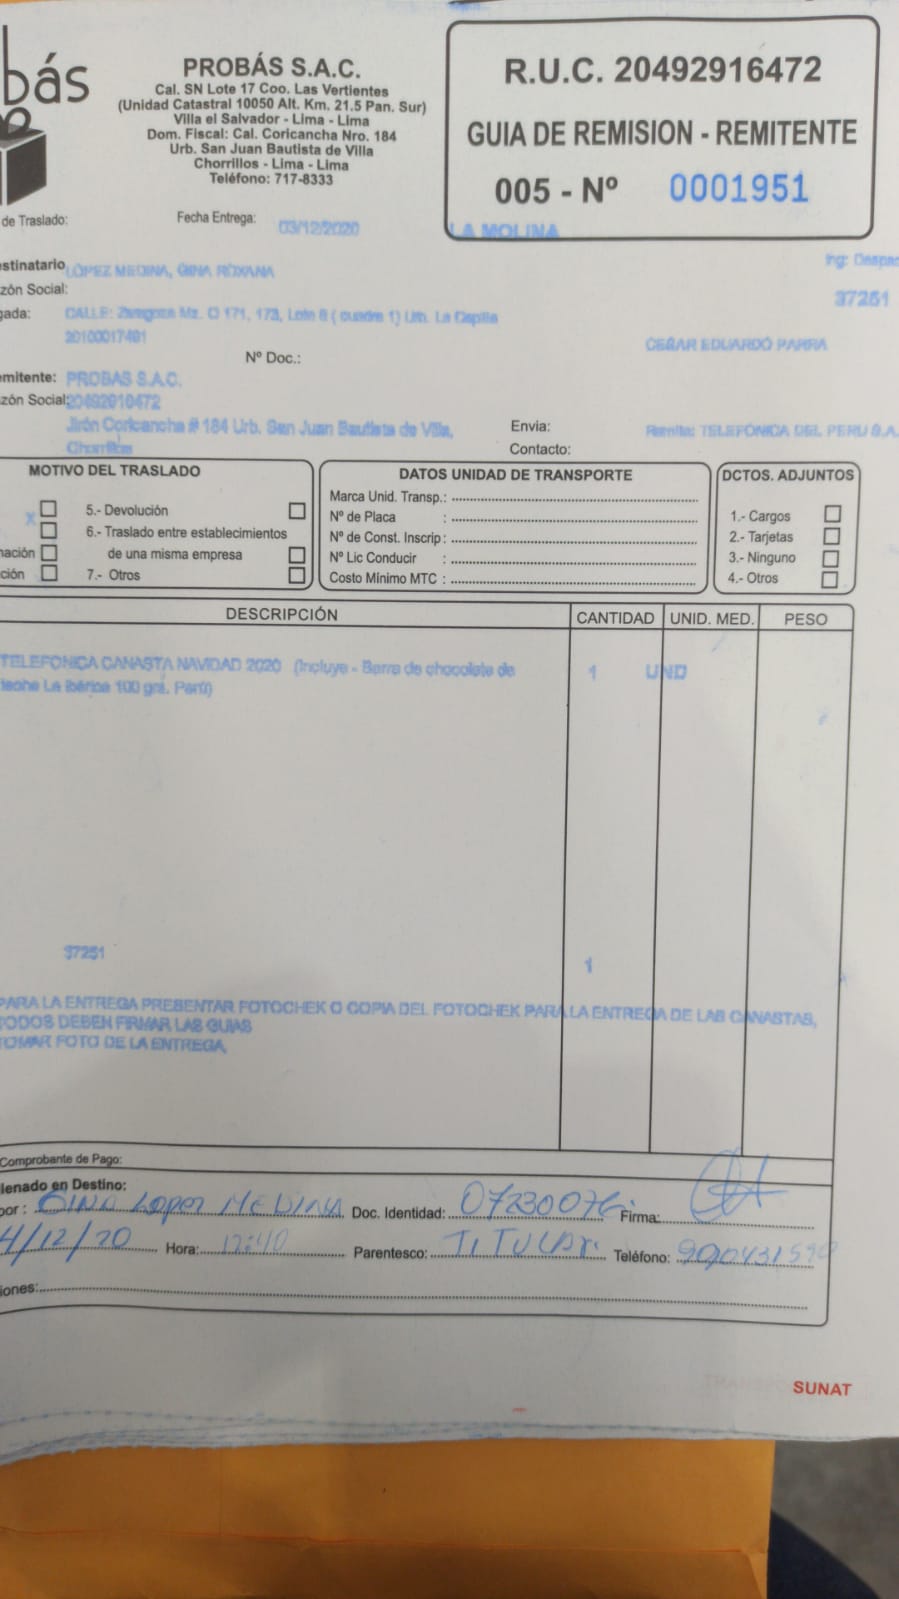 bás
PROBÁS S.A.C.
Cal. SN Lote 17 Coo. Las Vertientes
(Unidad Catastral 10050 Alt. Km. 21.5 Pan. Sur)
Villa el Salvador - Lima - Lima
Dom. Fiscal: Cal. Coricancha Nro. 184
Urb. San Juan Bautista de Villa
Chorrillos - Lima - Lima
Teléfono: 717-8333
R.U.C. 20492916472
GUIA DE REMISION - REMITENTE
005 - Nº 0001951
de Traslado:
Fecha Entrega: 03/12/2020
LA MOLINA
estinatario LÓPEZ MEDINA, GINA ROXANA
Ing: Despac
zón Social:
37251
gada: CALLE: Zaragoza Mz. O 171, 173, Lote 8 ( cuadra 1) Urb. La Capilla
20100017491
CESAR EDUARDO PARRA
Nº Doc.:
emitente: PROBAS S.A.C.
zón Social: 20492916472
Jirón Coricancha # 184 Urb. San Juan Bautista de Villa,
Chorrillos
Envia:
Remite: TELEFONICA DEL PERU S.A.
Contacto:
MOTIVO DEL TRASLADO
x
5.- Devolución
6.- Traslado entre establecimientos
nación
de una misma empresa
ción
7.- Otros
DATOS UNIDAD DE TRANSPORTE
Marca Unid. Transp.:
Nº de Placa :
Nº de Const. Inscrip :
Nº Lic Conducir :
Costo Mínimo MTC :
DCTOS. ADJUNTOS
1.- Cargos
2.- Tarjetas
3.- Ninguno
4.- Otros
DESCRIPCIÓN CANTIDAD UNID. MED. PESO
TELEFONICA CANASTA NAVIDAD 2020 (Incluye - Barra de chocolate de 1 UND
leche La Ibérica 100 grs. Perú)
37251 1
PARA LA ENTREGA PRESENTAR FOTOCHEK O COPIA DEL FOTOCHEK PARA LA ENTREGA DE LAS CANASTAS,
TODOS DEBEN FIRMAR LAS GUIAS
TOMAR FOTO DE LA ENTREGA,
Comprobante de Pago:
lenado en Destino:
por : GINA LOPEZ MEDINA Doc. Identidad: Firma:
4/12/20 Hora: 12:40 Parentesco: TITULAR. Teléfono:
iones:
SUNAT